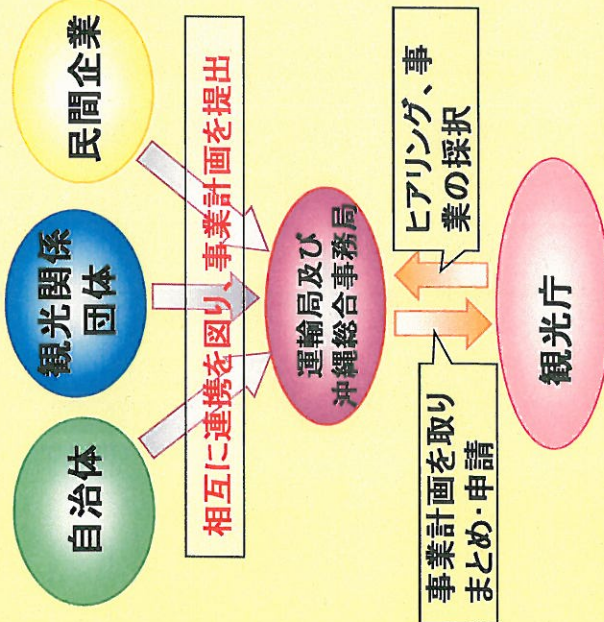 自治体
観光関係
団体
民間企業
相互に連携を図り、事業計画を提出
運輸局及び
沖縄総合事務局
事業計画を取り
まとめ・申請
ヒアリング、事
業の採択
観光庁